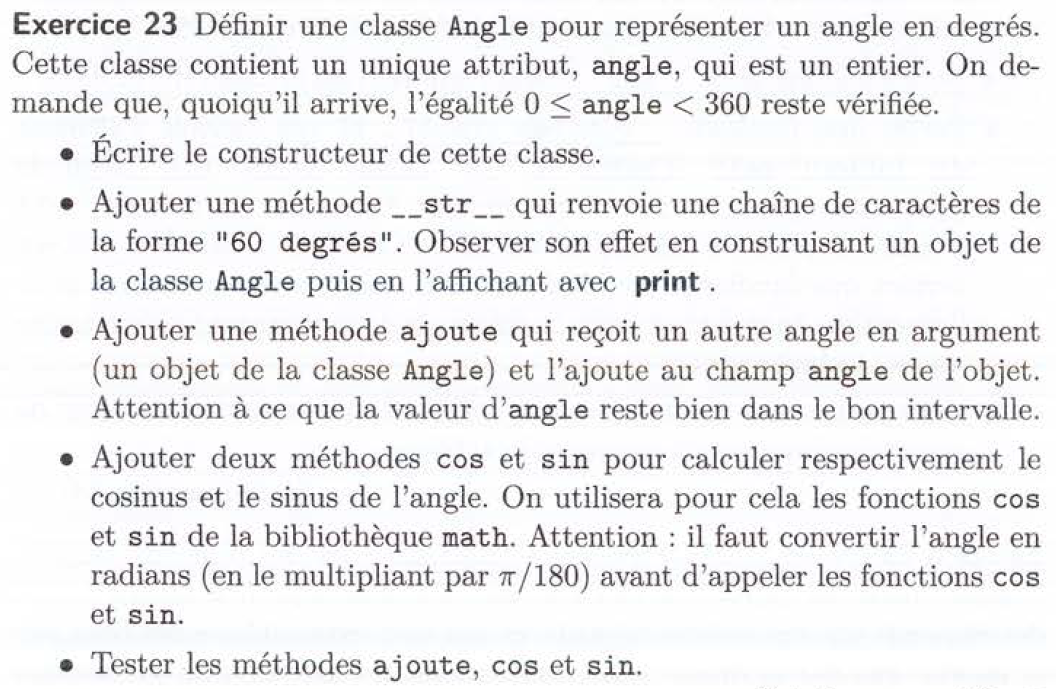 Exercice 23 Définir une classe Angle pour représenter un angle en degrés.
Cette classe contient un unique attribut, angle, qui est un entier. On de-
mande que, quoiqu'il arrive, l'égalité 0 ≤ angle < 360 reste vérifiée.
• Écrire le constructeur de cette classe.
• Ajouter une méthode __str__ qui renvoie une chaîne de caractères de
la forme "60 degrés". Observer son effet en construisant un objet de
la classe Angle puis en l'affichant avec print.
• Ajouter une méthode ajoute qui reçoit un autre angle en argument
(un objet de la classe Angle) et l'ajoute au champ angle de l'objet.
Attention à ce que la valeur d'angle reste bien dans le bon intervalle.
• Ajouter deux méthodes cos et sin pour calculer respectivement le
cosinus et le sinus de l'angle. On utilisera pour cela les fonctions cos
et sin de la bibliothèque math. Attention : il faut convertir l'angle en
radians (en le multipliant par π/180) avant d'appeler les fonctions cos
et sin.
• Tester les méthodes ajoute, cos et sin.